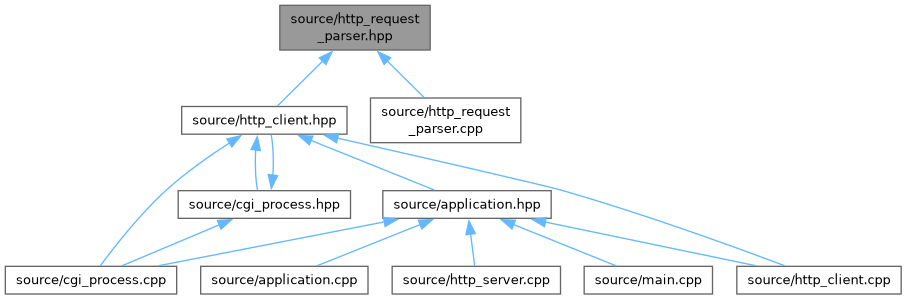 source/http_request
_parser.hpp
source/http_client.hpp
source/http_request
_parser.cpp
source/cgi_process.hpp
source/application.hpp
source/cgi_process.cpp
source/application.cpp
source/http_server.cpp
source/main.cpp
source/http_client.cpp